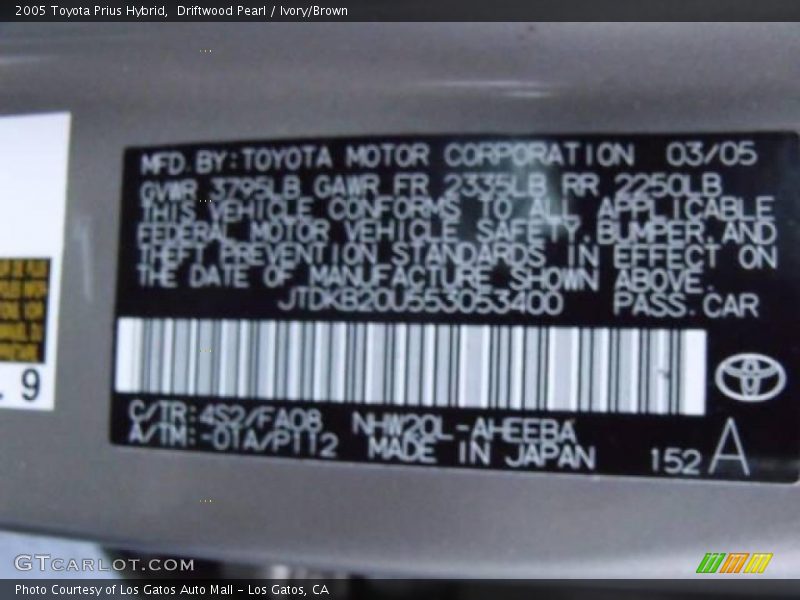 2005 Toyota Prius Hybrid, Driftwood Pearl / Ivory/Brown
MFD. BY: TOYOTA MOTOR CORPORATION 03/05
GVWR 3795LB GAWR FR 2335LB RR 2250LB
THIS VEHICLE CONFORMS TO ALL APPLICABLE
FEDERAL MOTOR VEHICLE SAFETY, BUMPER, AND
THEFT PREVENTION STANDARDS IN EFFECT ON
THE DATE OF MANUFACTURE SHOWN ABOVE.
JTDKB20U553053400 PASS. CAR
C/TR: 4S2/FA08 NHW20L-AHEEBA
A/TM: -01A/P112 MADE IN JAPAN 152 A
. 9
GTCARLOT.COM
Photo Courtesy of Los Gatos Auto Mall - Los Gatos, CA